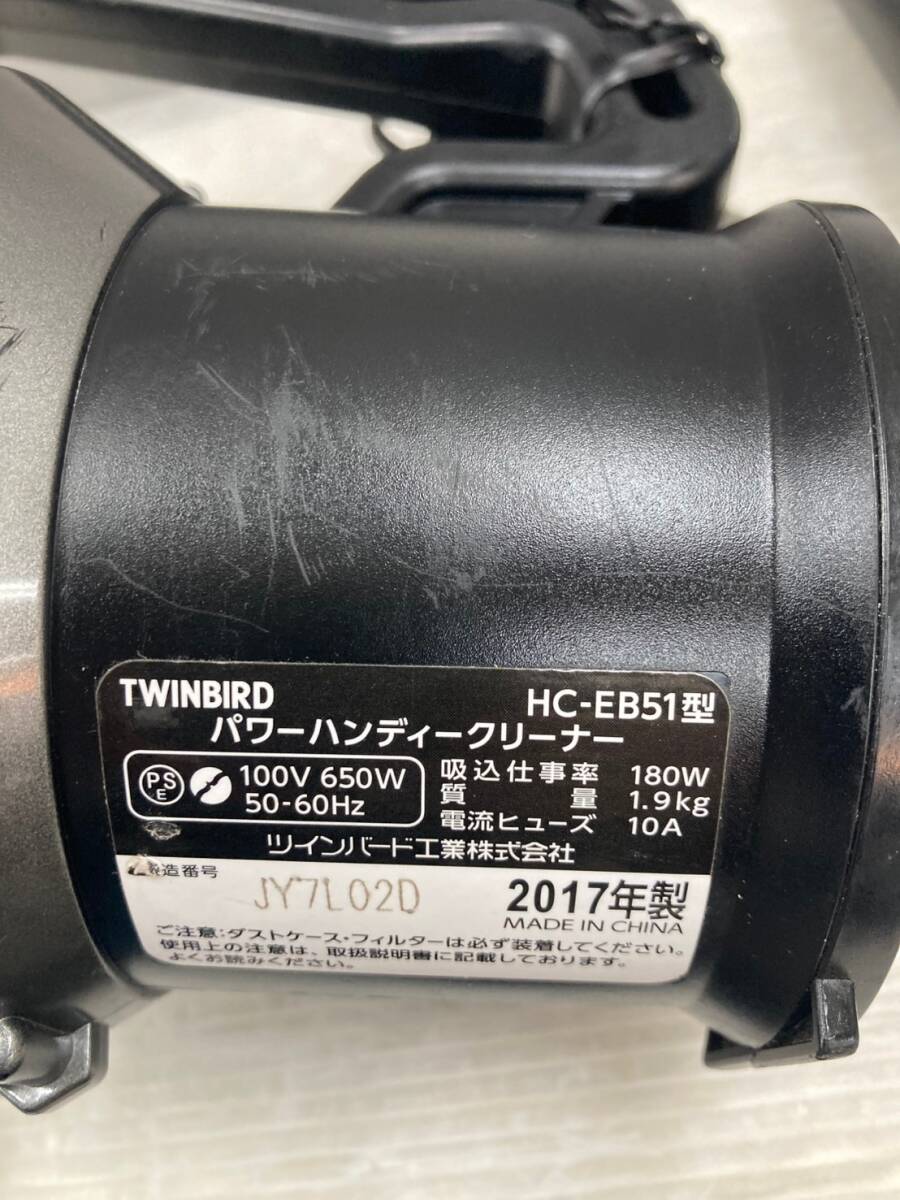 TWINBIRD HC-EB51型
パワーハンディークリーナー
PSE 100V 650W
50-60Hz
吸込仕事率 180W
質量 1.9kg
電流ヒューズ 10A
ツインバード工業株式会社
製造番号 JY7L02D 2017年製
MADE IN CHINA
ご注意:ダストケース・フィルターは必ず装着してください。
使用上の注意は、取扱説明書に記載しております。
よくお読みください。